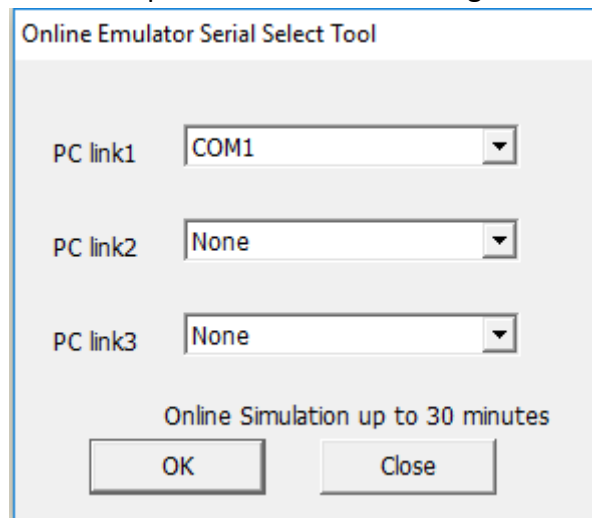 Online Emulator Serial Select Tool
PC link1 COM1
PC link2 None
PC link3 None
Online Simulation up to 30 minutes
OK Close